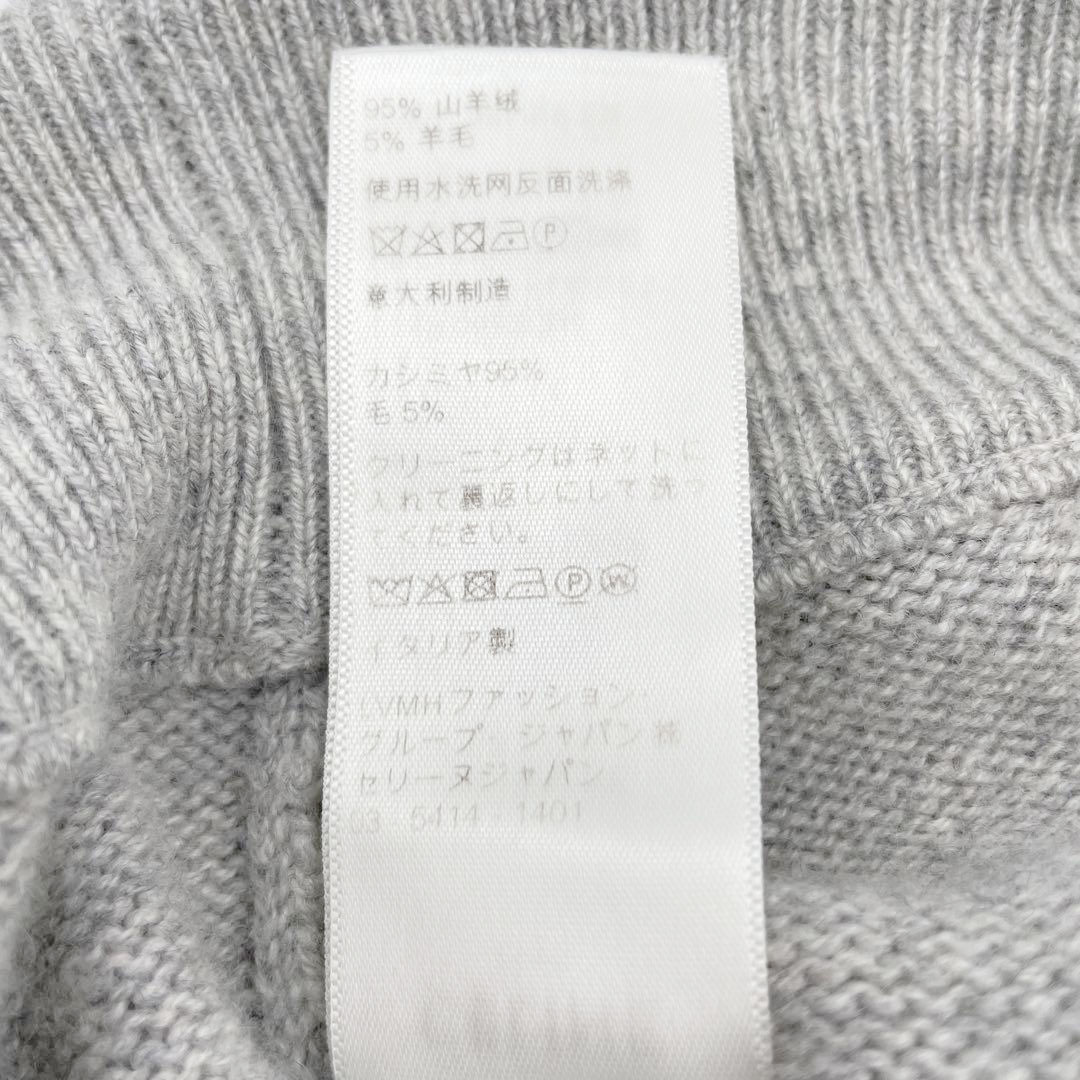 95% 山羊绒
5% 羊毛
使用水洗网反面洗涤
P
意大利制造
カシミヤ95%
毛 5%
クリーニングはネットに
入れて裏返しにして洗っ
てください。
P W
イタリア製
LVMHファッション・
グループ・ジャパン㈱
セリーヌジャパン
03 5414 - 1401